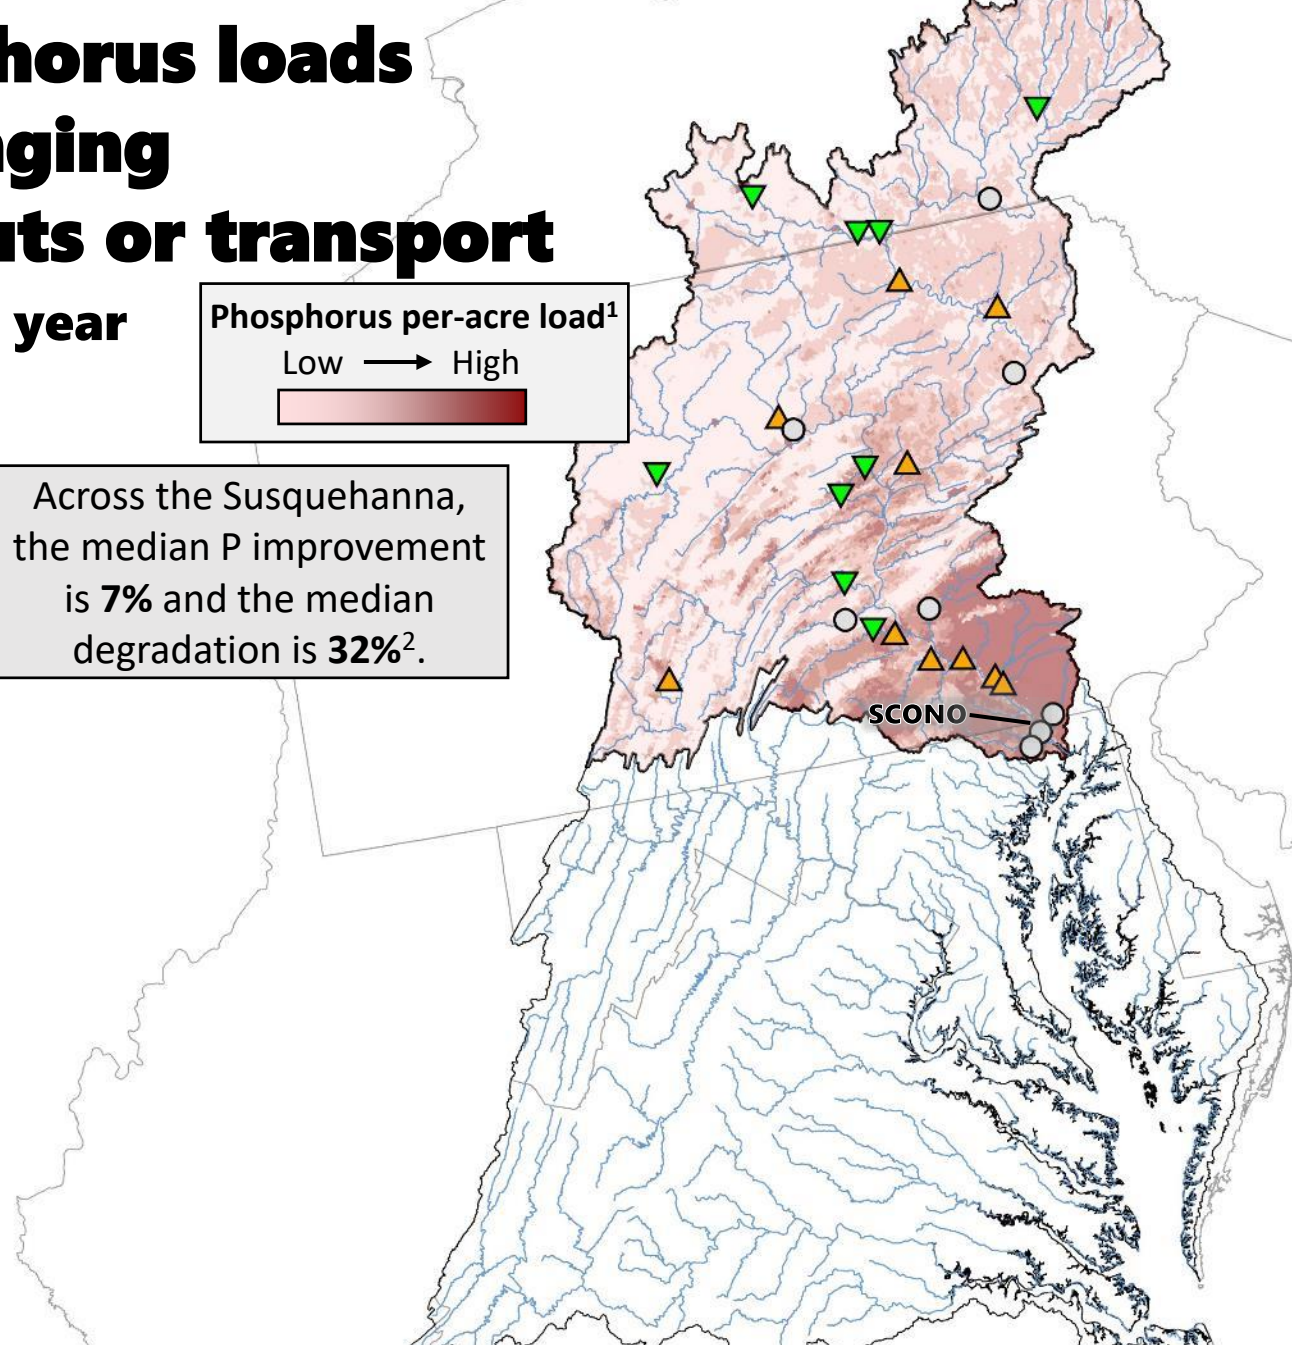 horus loads
ging
ts or transport
year
Phosphorus per-acre load¹
Low → High
Across the Susquehanna,
the median P improvement
is 7% and the median
degradation is 32%².
SCONO